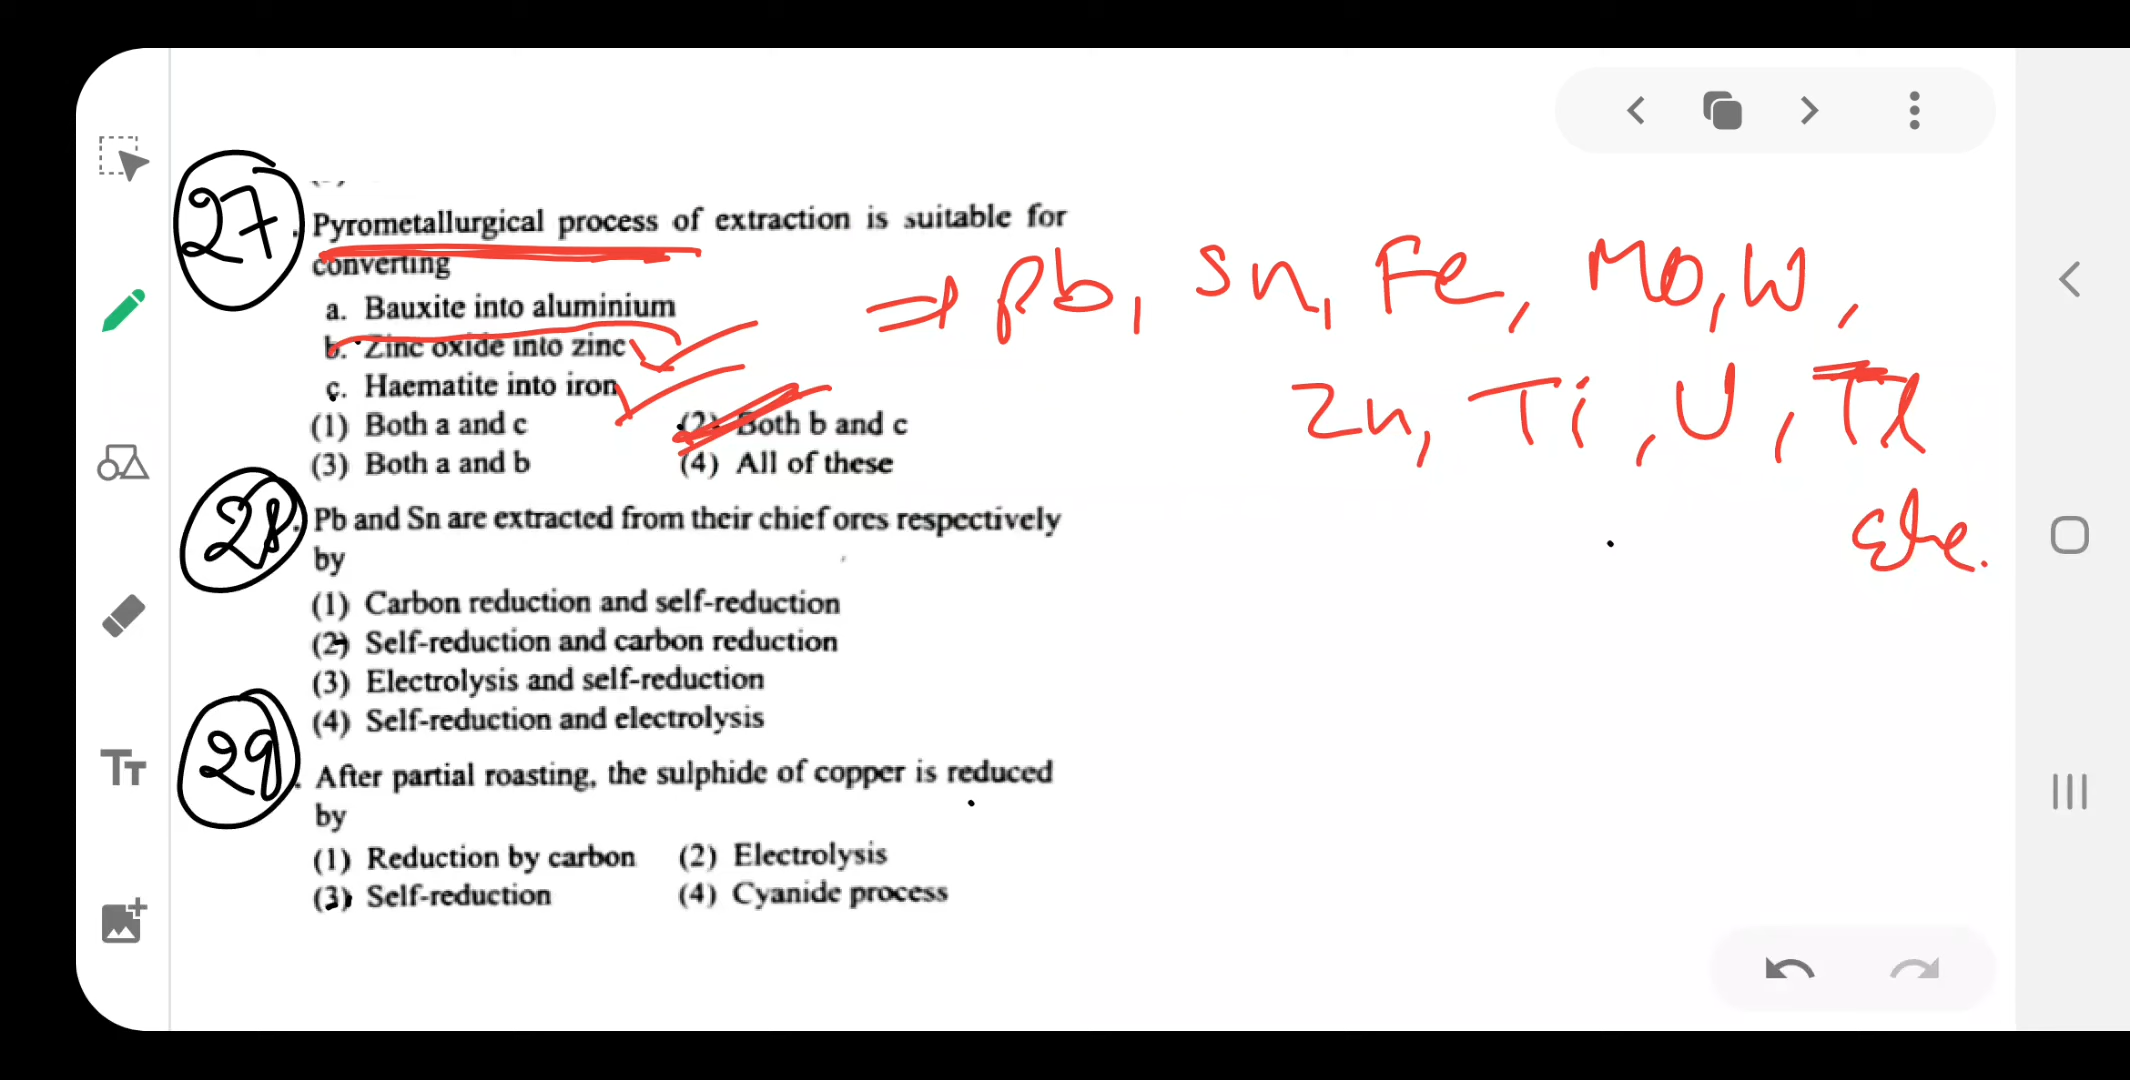 27
. Pyrometallurgical process of extraction is suitable for
converting
a. Bauxite into aluminium
b. Zinc oxide into zinc
c. Haematite into iron
(1) Both a and c (2) Both b and c
(3) Both a and b (4) All of these
⇒ Pb, Sn, Fe, Mo, W,
Zn, Ti, U, Tl
etc.
28
. Pb and Sn are extracted from their chief ores respectively
by
(1) Carbon reduction and self-reduction
(2) Self-reduction and carbon reduction
(3) Electrolysis and self-reduction
(4) Self-reduction and electrolysis
29
. After partial roasting, the sulphide of copper is reduced
by
(1) Reduction by carbon (2) Electrolysis
(3) Self-reduction (4) Cyanide process
TT